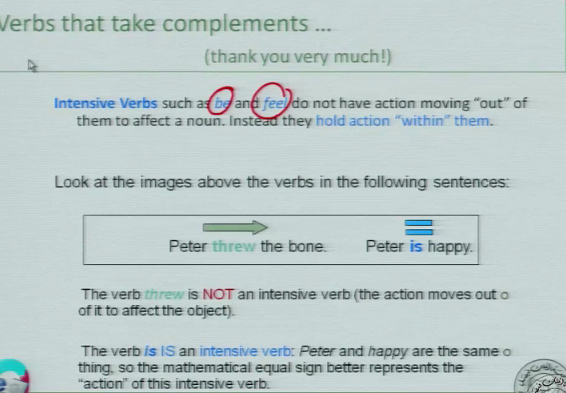 Verbs that take complements ...
(thank you very much!)
Intensive Verbs such as be and feel do not have action moving “out” of
them to affect a noun. Instead they hold action “within” them.
Look at the images above the verbs in the following sentences:
Peter threw the bone. Peter is happy.
The verb threw is NOT an intensive verb (the action moves out o
of it to affect the object).
The verb is IS an intensive verb: Peter and happy are the same o
thing, so the mathematical equal sign better represents the
“action” of this intensive verb.